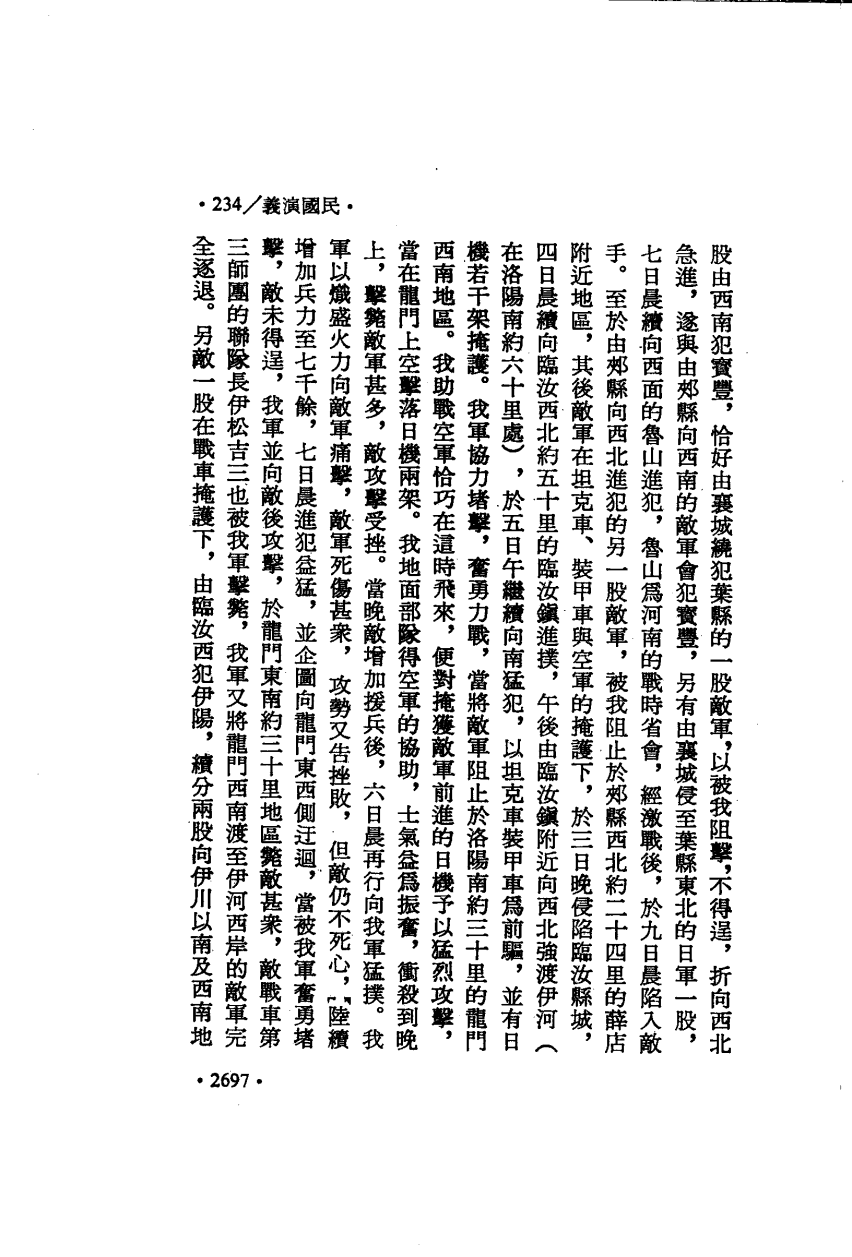 ·234/義演國民·
股由西南犯寶豐，恰好由襄城繞犯葉縣的一股敵軍，以被我阻擊，不得逞，折向西北
急進，遂與由郟縣向西南的敵軍會犯寶豐，另有由襄城侵至葉縣東北的日軍一股，
七日晨續向西面的魯山進犯，魯山爲河南的戰時省會，經激戰後，於九日晨陷入敵
手。至於由郟縣向西北進犯的另一股敵軍，被我阻止於郟縣西北約二十四里的薛店
附近地區，其後敵軍在坦克車、裝甲車與空軍的掩護下，於三日晚侵陷臨汝縣城，
四日晨續向臨汝西北約五十里的臨汝鎭進撲，午後由臨汝鎭附近向西北強渡伊河（
在洛陽南約六十里處），於五日午繼續向南猛犯，以坦克車裝甲車爲前驅，並有日
機若干架掩護。我軍協力堵擊，奮勇力戰，當將敵軍阻止於洛陽南約三十里的龍門
西南地區。我助戰空軍恰巧在這時飛來，便對掩獲敵軍前進的日機予以猛烈攻擊，
當在龍門上空擊落日機兩架。我地面部隊得空軍的協助，士氣益爲振奮，衝殺到晚
上，擊斃敵軍甚多，敵攻擊受挫。當晚敵增加援兵後，六日晨再行向我軍猛撲。我
軍以熾盛火力向敵軍痛擊，敵軍死傷甚衆，攻勢又告挫敗，但敵仍不死心，陸續
增加兵力至七千餘，七日晨進犯益猛，並企圖向龍門東西側迂迴，當被我軍奮勇堵
擊，敵未得逞，我軍並向敵後攻擊，於龍門東南約三十里地區斃敵甚衆，敵戰車第
三師團的聯隊長伊松吉三也被我軍擊斃，我軍又將龍門西南渡至伊河西岸的敵軍完
全逐退。另敵一股在戰車掩護下，由臨汝西犯伊陽，續分兩股向伊川以南及西南地
·2697·